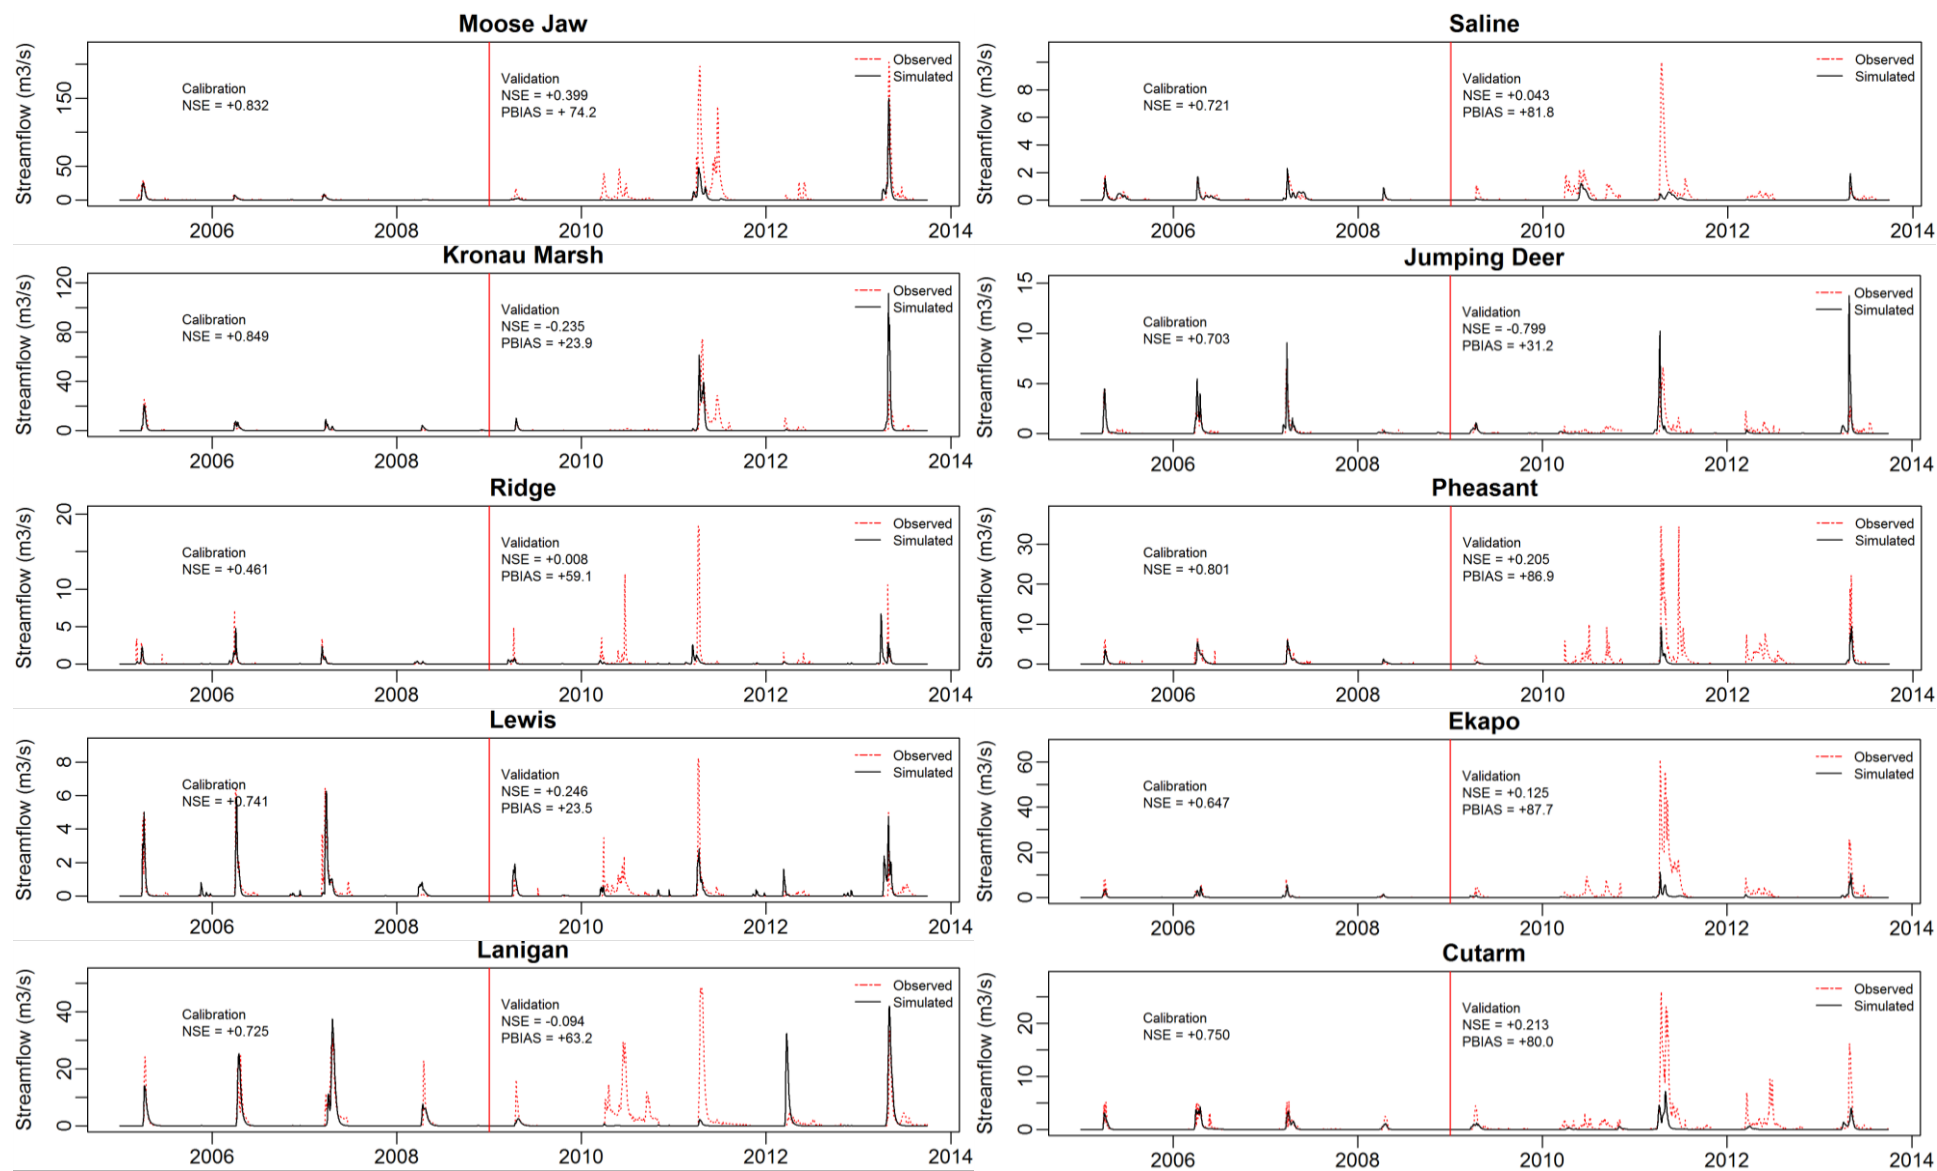 Moose Jaw
Streamflow (m3/s)
0
50
150
Calibration
NSE = +0.832
Validation
NSE = +0.399
PBIAS = + 74.2
Observed
Simulated
2006
2008
2010
2012
2014
Saline
Streamflow (m3/s)
0
2
4
6
8
Calibration
NSE = +0.721
Validation
NSE = +0.043
PBIAS = +81.8
Observed
Simulated
2006
2008
2010
2012
2014
Kronau Marsh
Streamflow (m3/s)
0
40
80
120
Calibration
NSE = +0.849
Validation
NSE = -0.235
PBIAS = +23.9
Observed
Simulated
2006
2008
2010
2012
2014
Jumping Deer
Streamflow (m3/s)
0
5
10
15
Calibration
NSE = +0.703
Validation
NSE = -0.799
PBIAS = +31.2
Observed
Simulated
2006
2008
2010
2012
2014
Ridge
Streamflow (m3/s)
0
5
10
20
Calibration
NSE = +0.461
Validation
NSE = +0.008
PBIAS = +59.1
Observed
Simulated
2006
2008
2010
2012
2014
Pheasant
Streamflow (m3/s)
0
10
20
30
Calibration
NSE = +0.801
Validation
NSE = +0.205
PBIAS = +86.9
Observed
Simulated
2006
2008
2010
2012
2014
Lewis
Streamflow (m3/s)
0
2
4
6
8
Calibration
NSE = +0.741
Validation
NSE = +0.246
PBIAS = +23.5
Observed
Simulated
2006
2008
2010
2012
2014
Ekapo
Streamflow (m3/s)
0
20
40
60
Calibration
NSE = +0.647
Validation
NSE = +0.125
PBIAS = +87.7
Observed
Simulated
2006
2008
2010
2012
2014
Lanigan
Streamflow (m3/s)
0
20
40
Calibration
NSE = +0.725
Validation
NSE = -0.094
PBIAS = +63.2
Observed
Simulated
2006
2008
2010
2012
2014
Cutarm
Streamflow (m3/s)
0
10
20
Calibration
NSE = +0.750
Validation
NSE = +0.213
PBIAS = +80.0
Observed
Simulated
2006
2008
2010
2012
2014